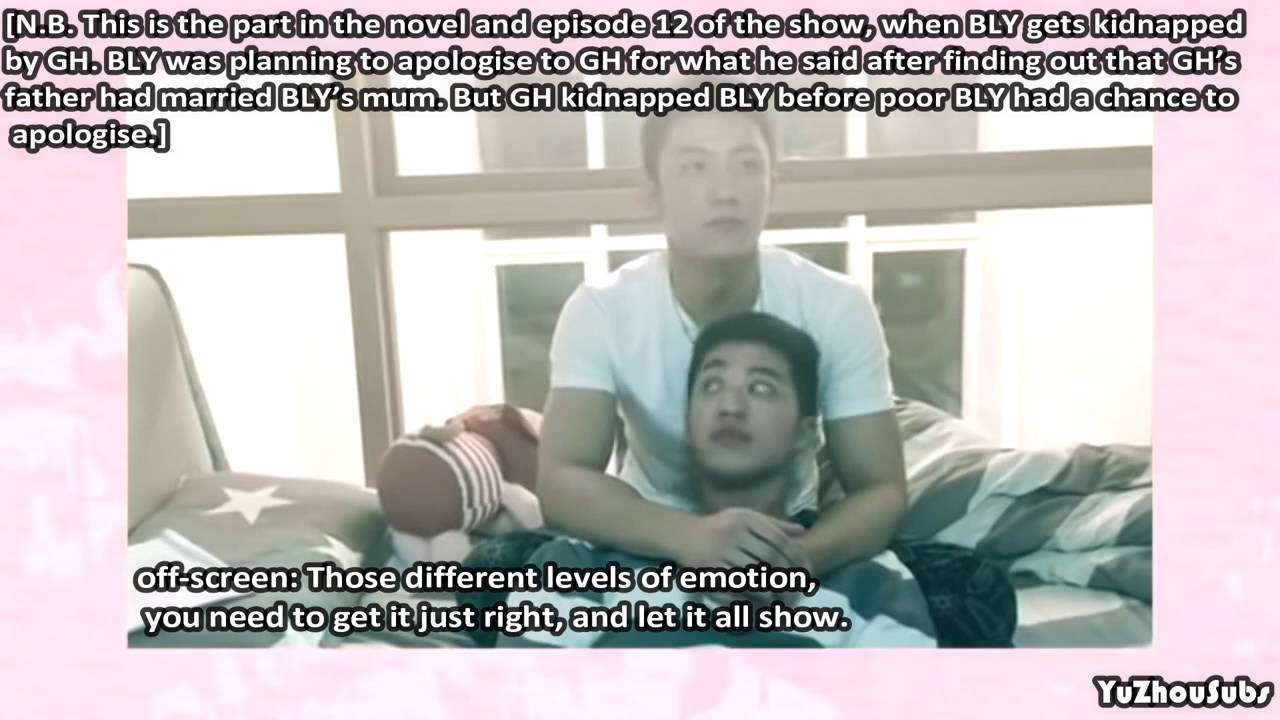 [N.B. This is the part in the novel and episode 12 of the show, when BLY gets kidnapped
by GH. BLY was planning to apologise to GH for what he said after finding out that GH's
father had married BLY's mum. But GH kidnapped BLY before poor BLY had a chance to
apologise.]
off-screen: Those different levels of emotion,
you need to get it just right, and let it all show.
YuZhouSubs